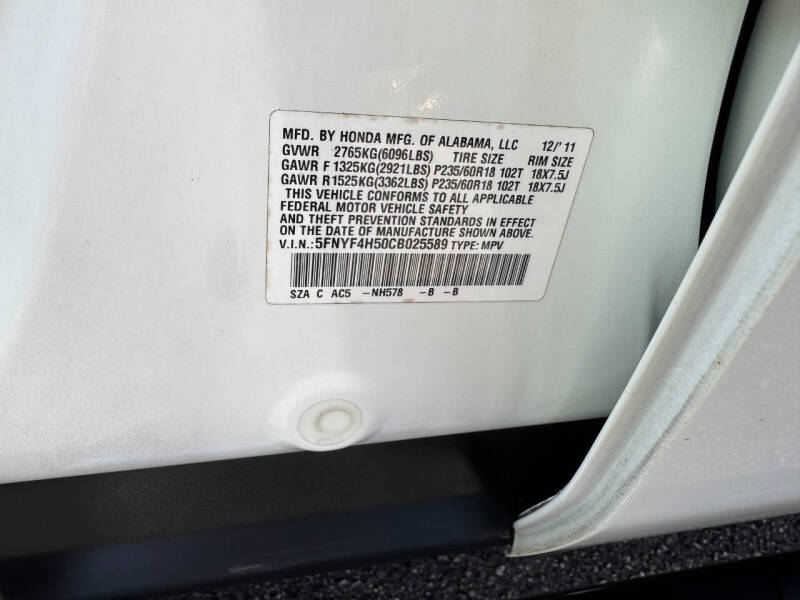 MFD. BY HONDA MFG. OF ALABAMA, LLC 12/'11
GVWR 2765KG(6096LBS) TIRE SIZE RIM SIZE
GAWR F 1325KG(2921LBS) P235/60R18 102T 18X7.5J
GAWR R1525KG(3362LBS) P235/60R18 102T 18X7.5J
THIS VEHICLE CONFORMS TO ALL APPLICABLE
FEDERAL MOTOR VEHICLE SAFETY
AND THEFT PREVENTION STANDARDS IN EFFECT
ON THE DATE OF MANUFACTURE SHOWN ABOVE.
V.I.N.:5FNYF4H50CB025589 TYPE: MPV
SZA C AC5 -NH578 -B -B